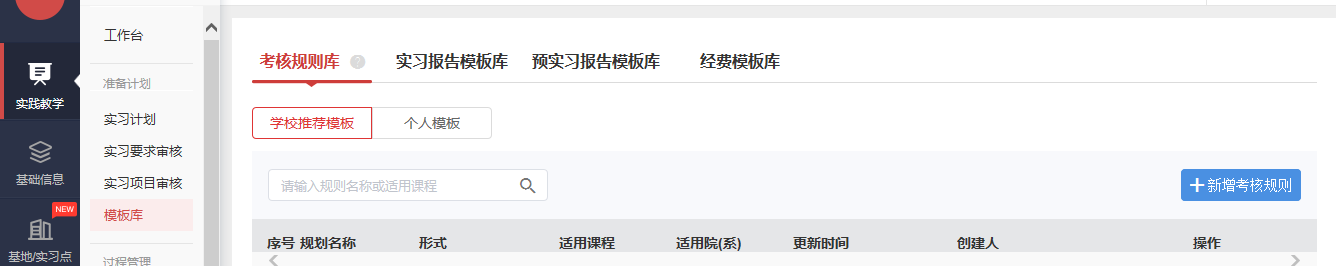 实践教学
基础信息
NEW
基地/实习点
工作台
准备计划
实习计划
实习要求审核
实习项目审核
模板库
过程管理
考核规则库 ? 实习报告模板库 预实习报告模板库 经费模板库
学校推荐模板 个人模板
请输入规则名称或适用课程
新增考核规则
序号 规划名称 形式 适用课程 适用院(系) 更新时间 创建人 操作